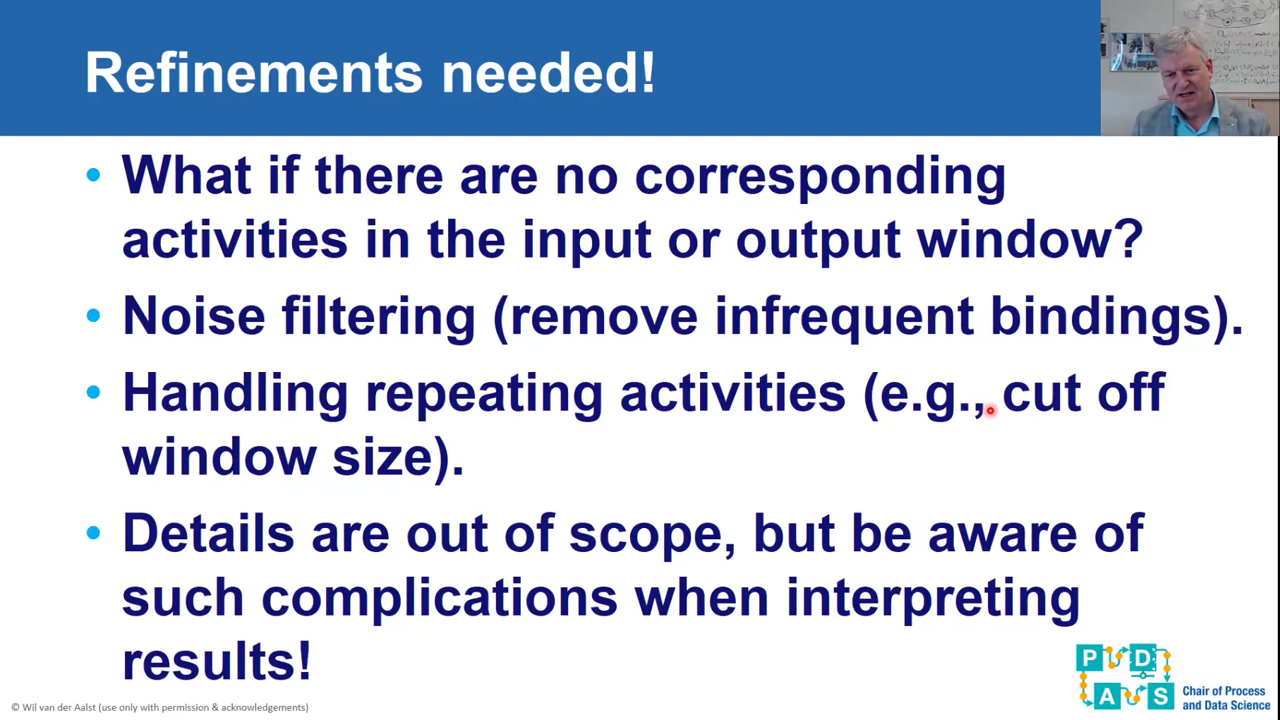 Refinements needed!
• What if there are no corresponding
activities in the input or output window?
• Noise filtering (remove infrequent bindings).
• Handling repeating activities (e.g., cut off
window size).
• Details are out of scope, but be aware of
such complications when interpreting
results!
P D
A S
Chair of Process
and Data Science
© Wil van der Aalst (use only with permission & acknowledgements)